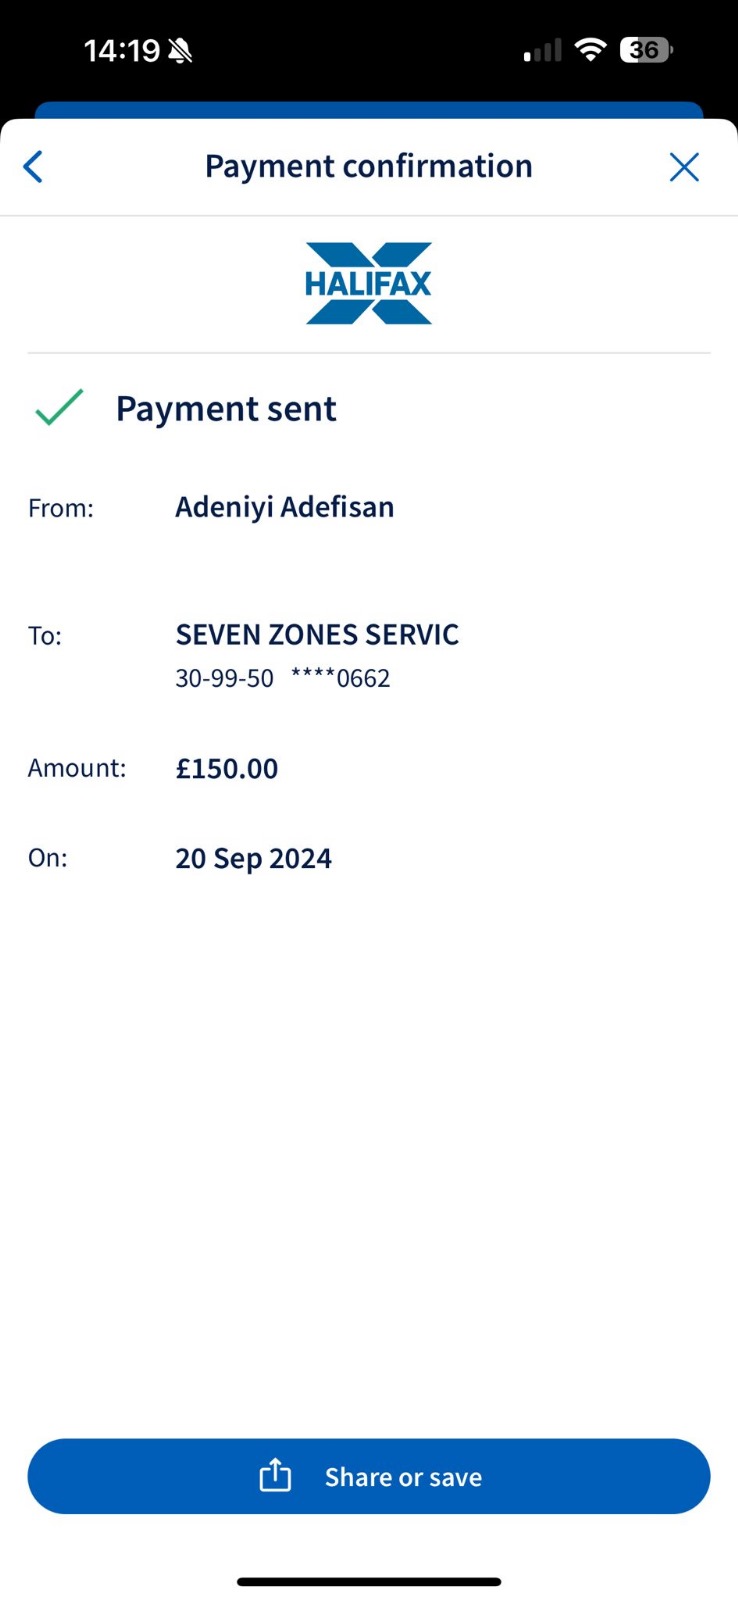 14:19
36
Payment confirmation
HALIFAX
Payment sent
From: Adeniyi Adefisan
To: SEVEN ZONES SERVIC
30-99-50 ****0662
Amount: £150.00
On: 20 Sep 2024
Share or save